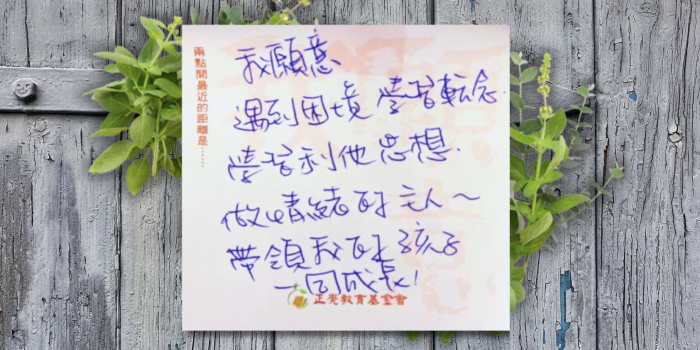 兩點間最近的距離是……
我願意
遇到困境 學習轉念.
學習利他思想.
做情緒的主人~
帶領我的孩子
一同成長!
正覺教育基金會